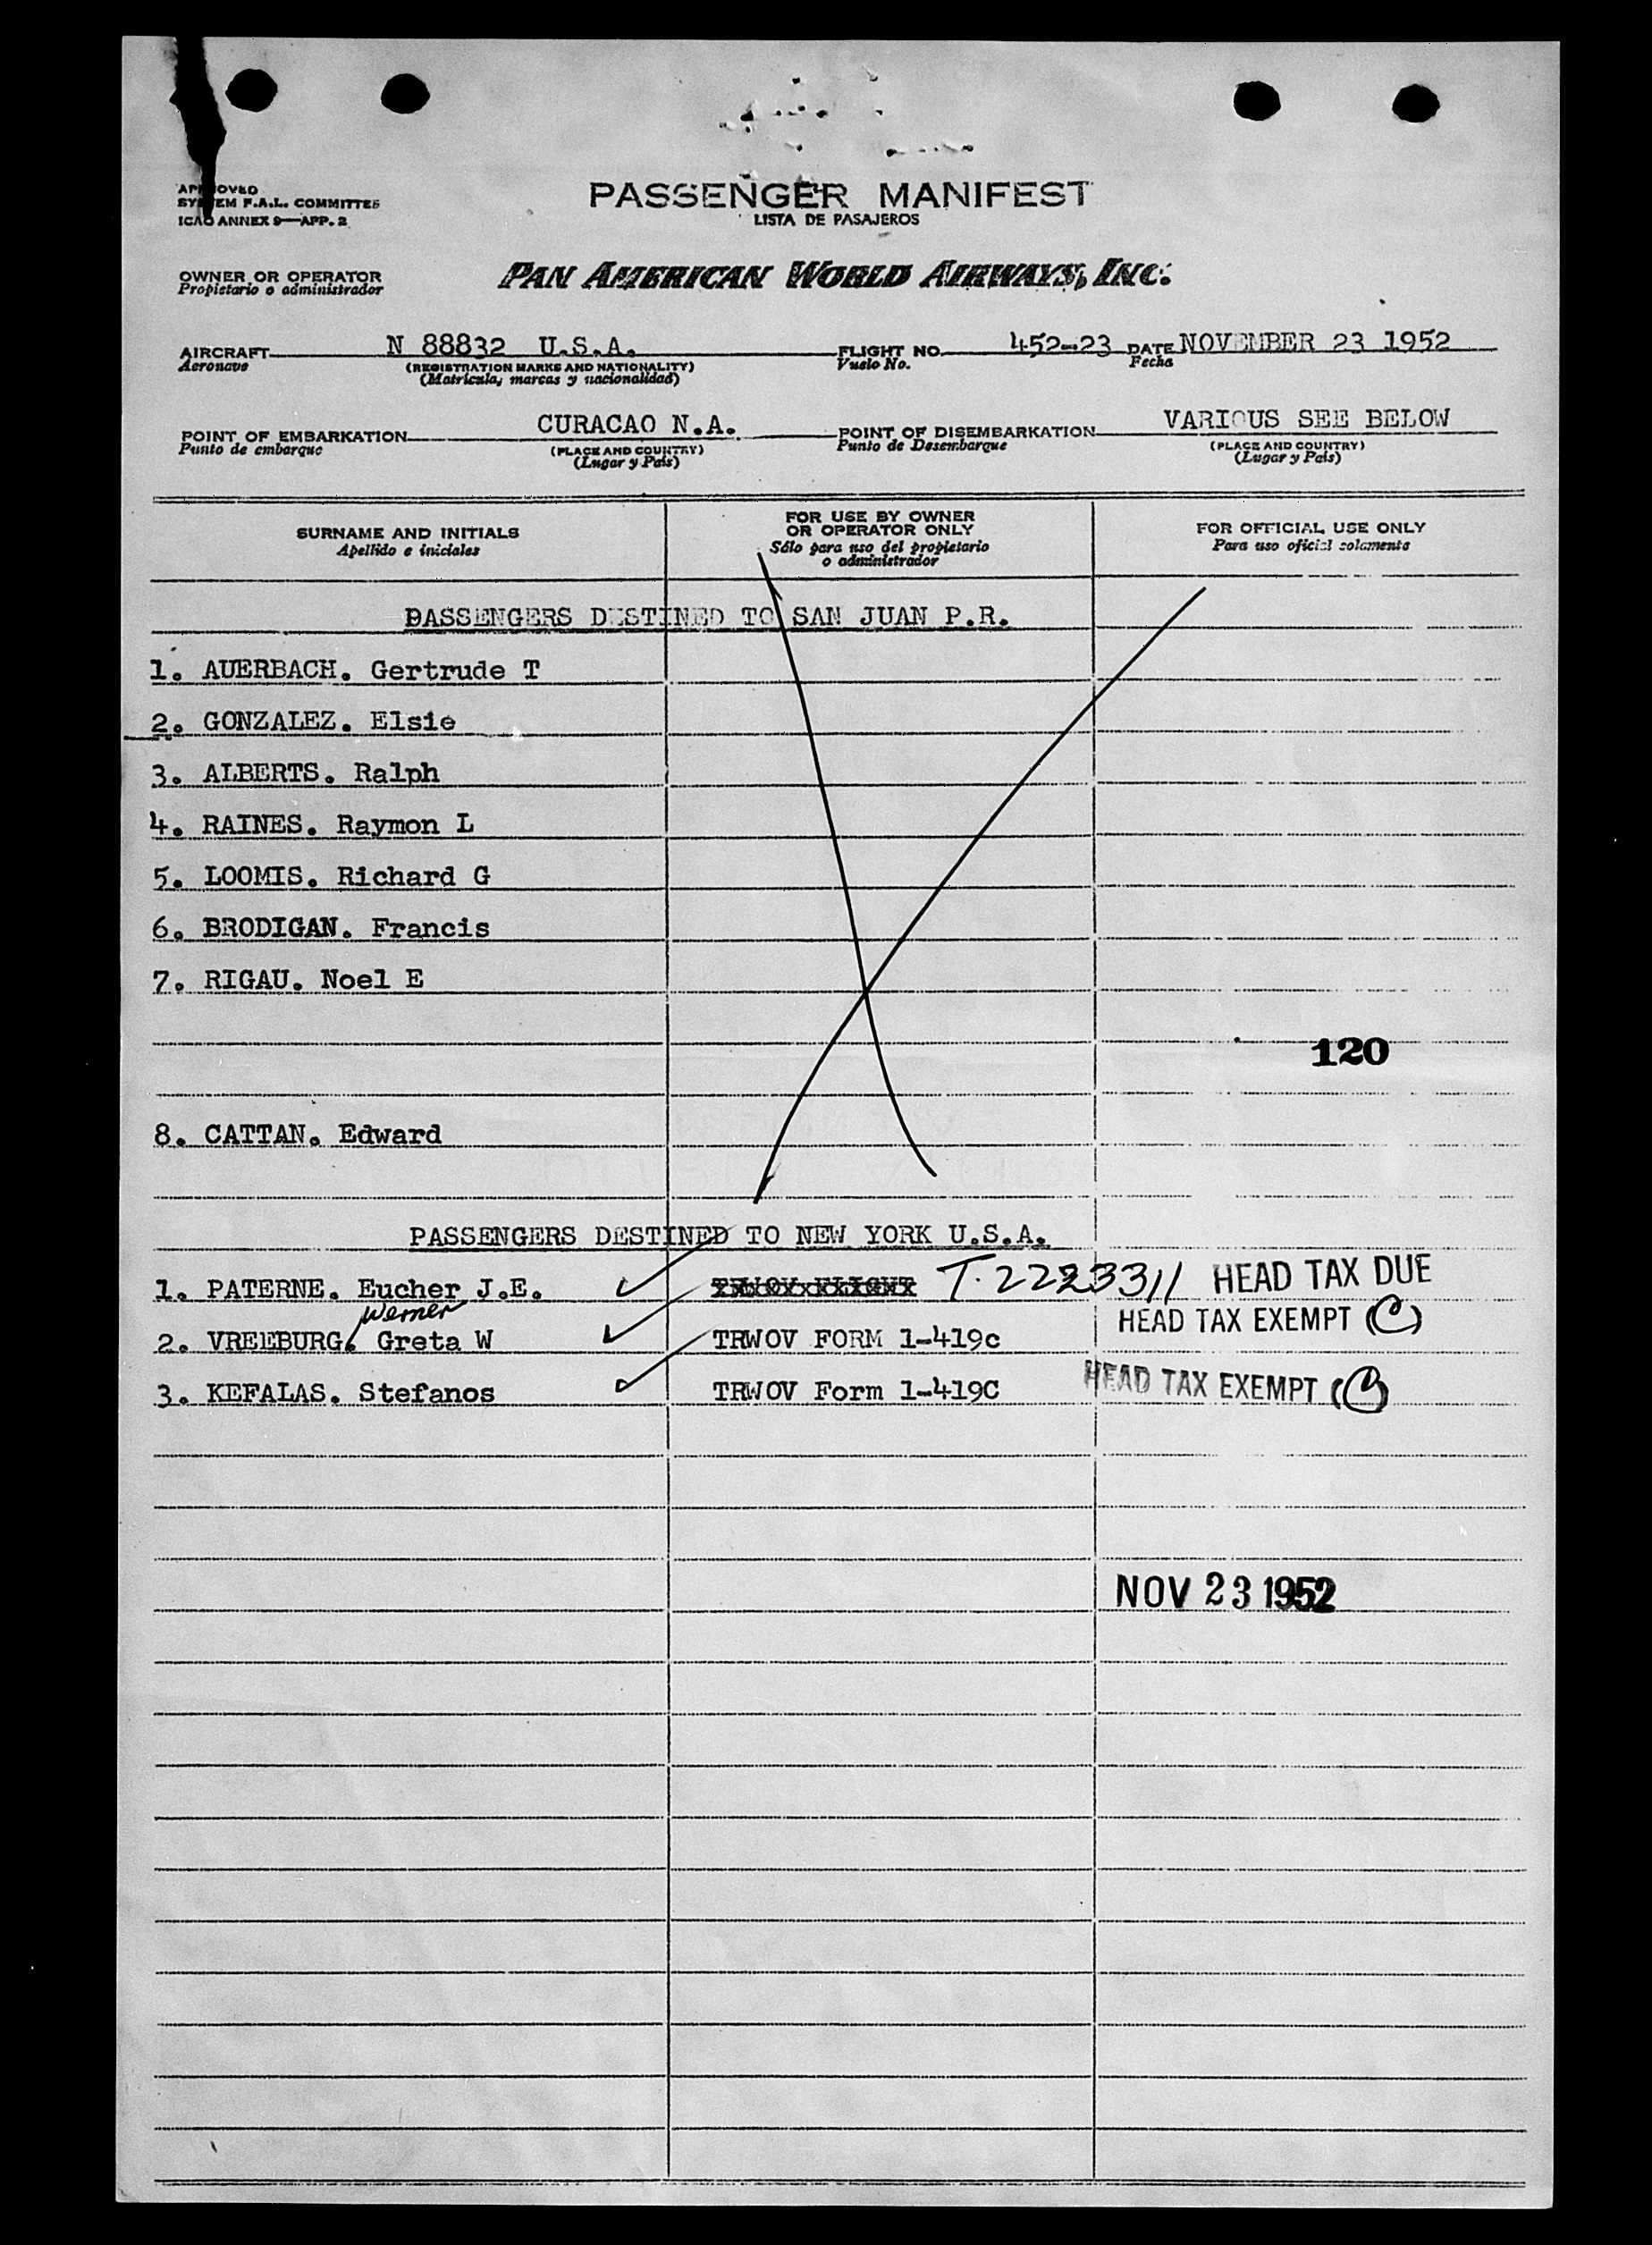 APPROVED
SYSTEM F.A.L. COMMITTEE
ICAO ANNEX 9—APP. 2
PASSENGER MANIFEST
LISTA DE PASAJEROS
OWNER OR OPERATOR
Propietario o administrador
PAN AMERICAN WORLD AIRWAYS, INC.
AIRCRAFT N 88832 U.S.A. FLIGHT NO. 452-23 DATE NOVEMBER 23 1952
Aeronave (REGISTRATION MARKS AND NATIONALITY) Vuelo No. Fecha
(Matrícula, marcas y nacionalidad)
POINT OF EMBARKATION CURACAO N.A. POINT OF DISEMBARKATION VARIOUS SEE BELOW
Punto de embarque (PLACE AND COUNTRY) Punto de Desembarque (PLACE AND COUNTRY)
(Lugar y País) (Lugar y País)
SURNAME AND INITIALS
Apellido e iniciales
FOR USE BY OWNER
OR OPERATOR ONLY
Sólo para uso del propietario
o administrador
FOR OFFICIAL USE ONLY
Para uso oficial solamente
PASSENGERS DESTINED TO SAN JUAN P.R.
1. AUERBACH. Gertrude T
2. GONZALEZ. Elsie
3. ALBERTS. Ralph
4. RAINES. Raymon L
5. LOOMIS. Richard G
6. BRODIGAN. Francis
7. RIGAU. Noel E
120
8. CATTAN. Edward
PASSENGERS DESTINED TO NEW YORK U.S.A.
1. PATERNE. Eucher J.E. T. 2223311 HEAD TAX DUE
Werner
2. VREEBURG. Greta W TRWOV FORM 1-419c HEAD TAX EXEMPT (C)
3. KEFALAS. Stefanos TRWOV Form 1-419C HEAD TAX EXEMPT (C)
NOV 23 1952